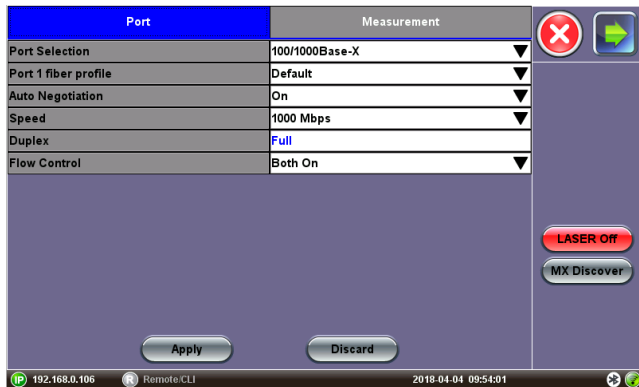 Port Measurement
Port Selection 100/1000Base-X
Port 1 fiber profile Default
Auto Negotiation On
Speed 1000 Mbps
Duplex Full
Flow Control Both On
LASER Off
MX Discover
Apply Discard
IP 192.168.0.106 R Remote/CLI 2018-04-04 09:54:01